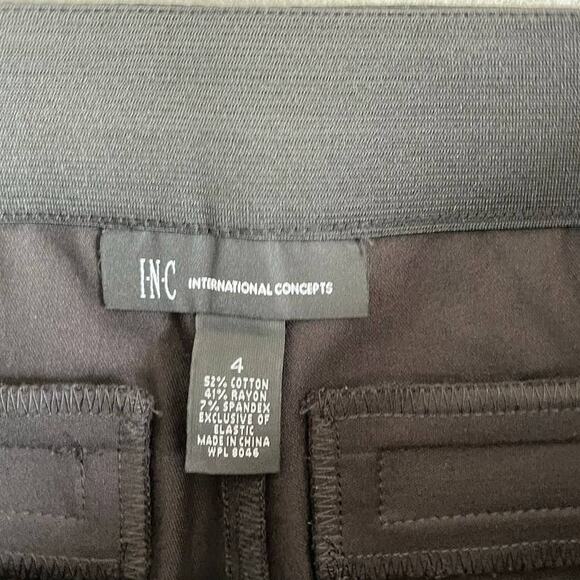 I·N·C INTERNATIONAL CONCEPTS
4
52% COTTON
41% RAYON
7% SPANDEX
EXCLUSIVE OF
ELASTIC
MADE IN CHINA
WPL 8046